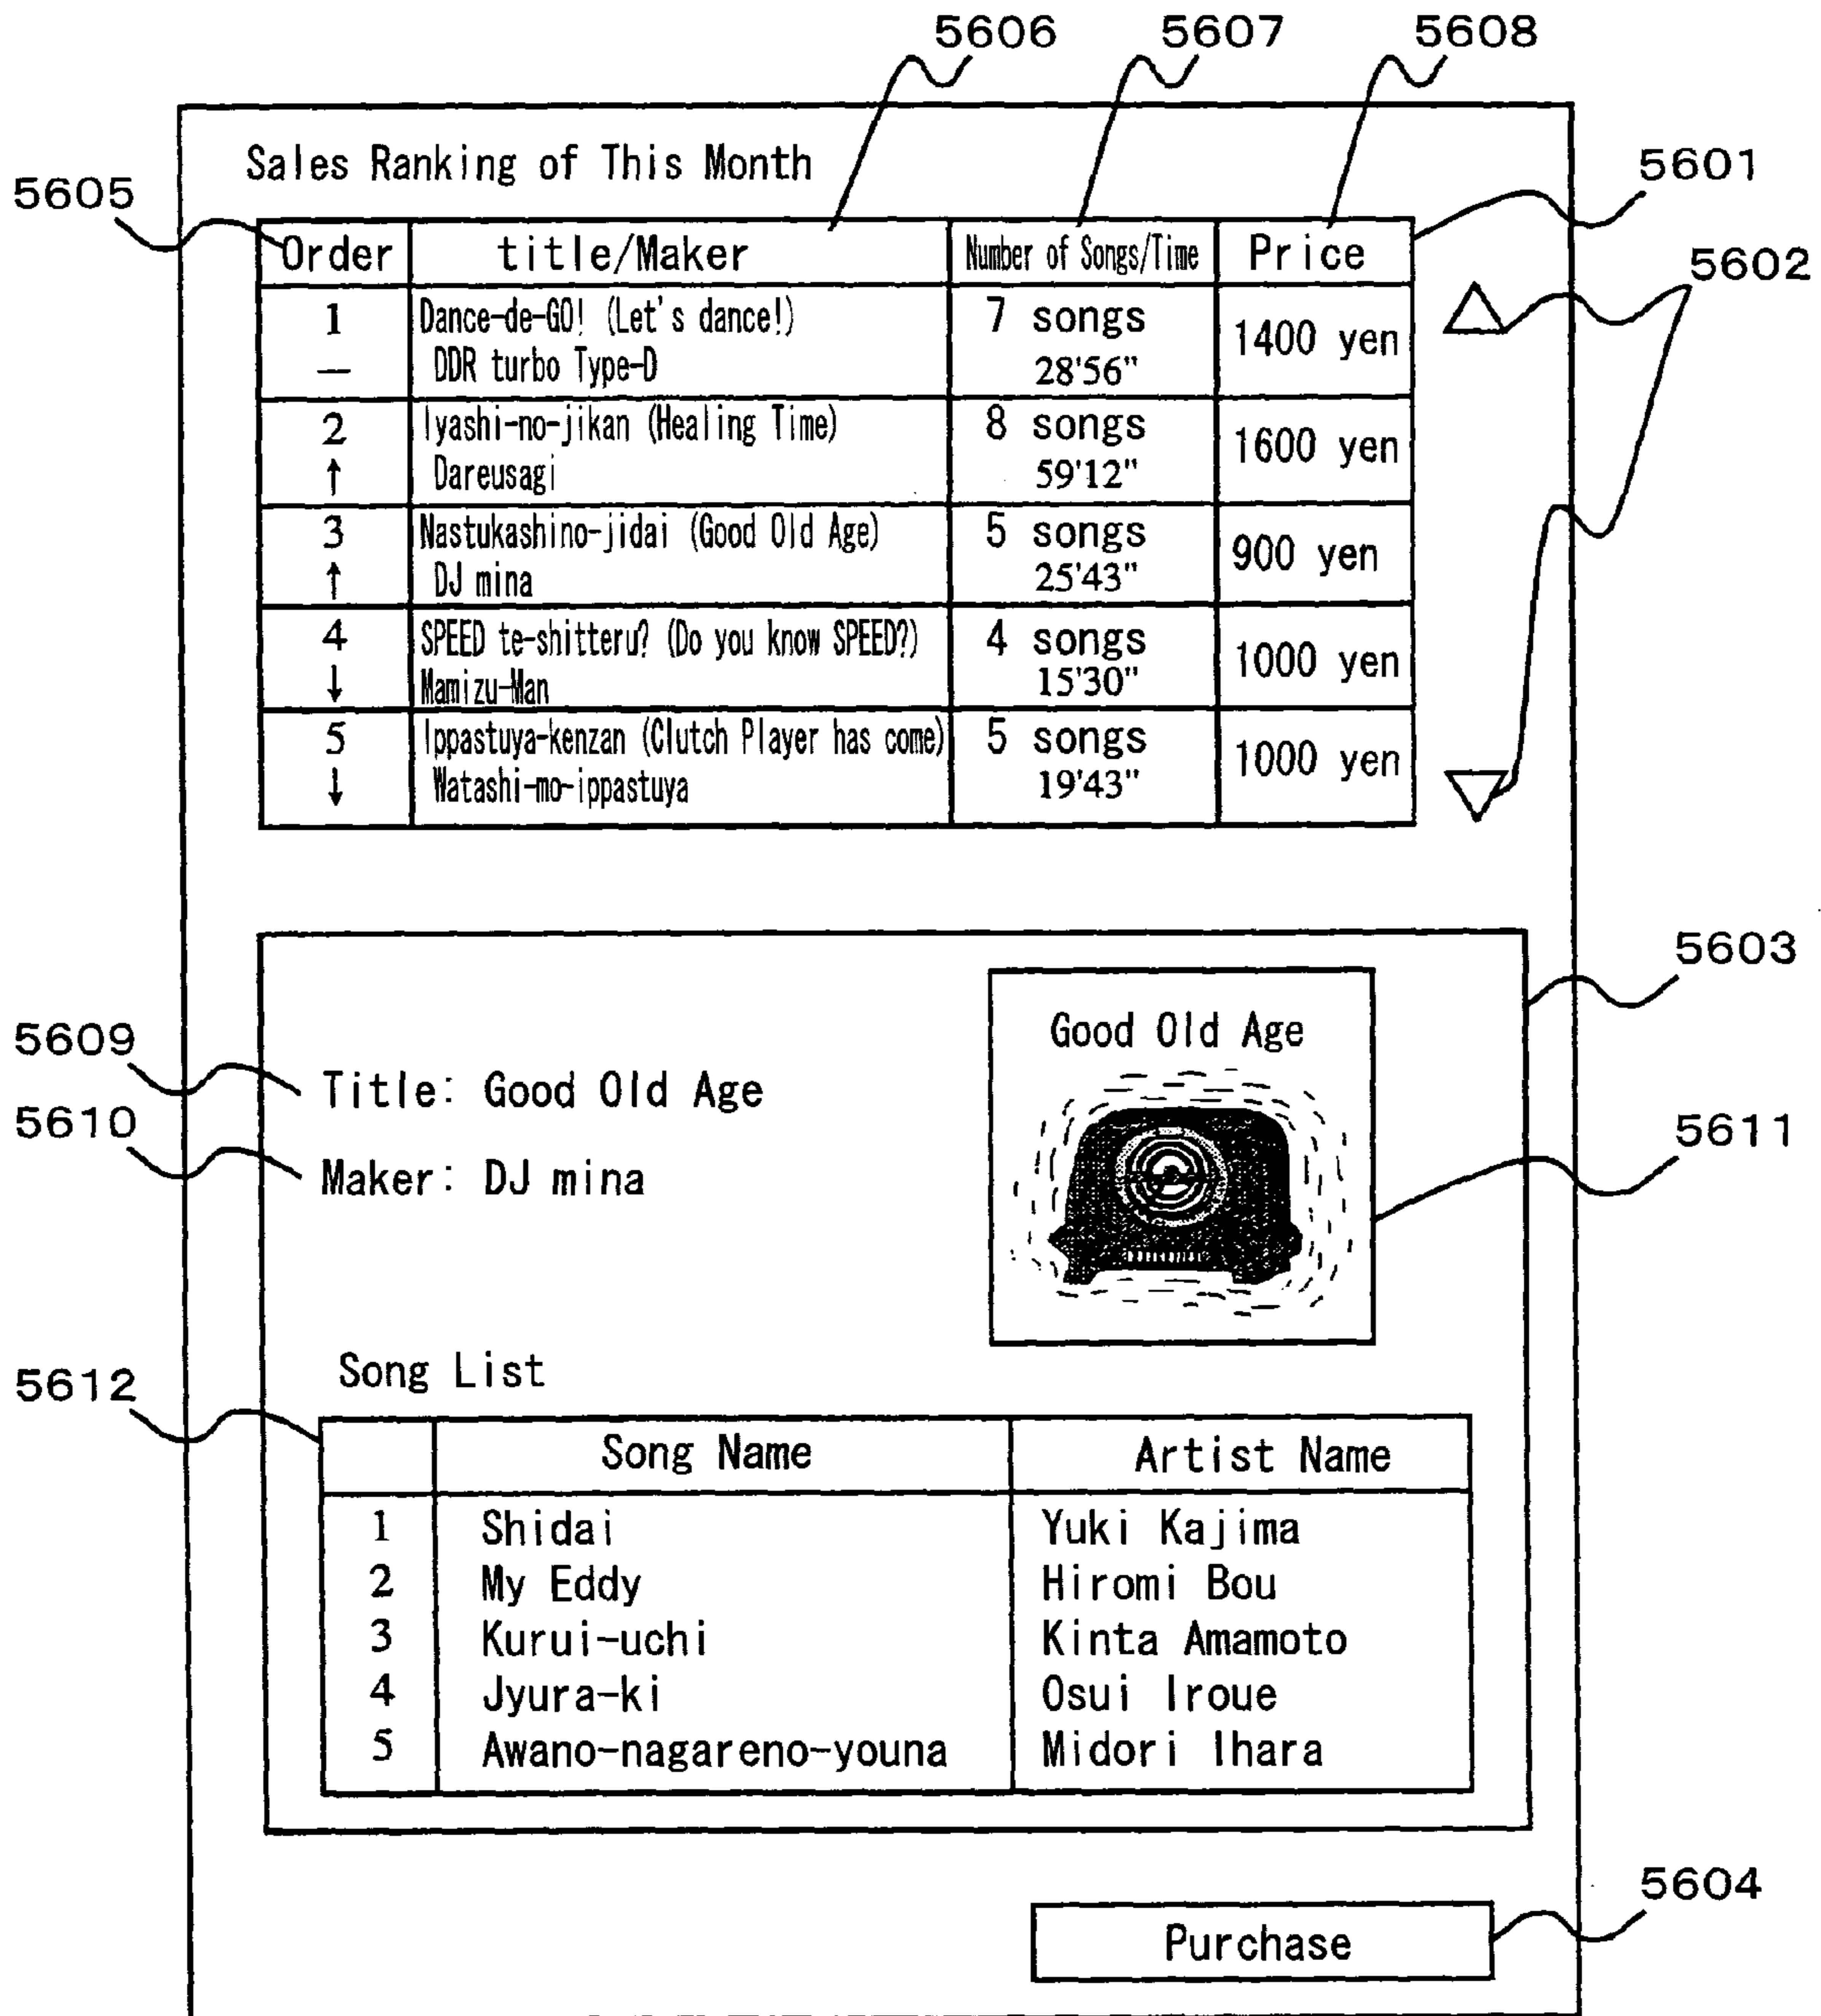 5606 5607 5608
Sales Ranking of This Month
5601
5605
5602
Order title/Maker Number of Songs/Time Price
1 Dance-de-GO! (Let's dance!) 7 songs 1400 yen
— DDR turbo Type-D 28'56"
2 Iyashi-no-jikan (Healing Time) 8 songs 1600 yen
↑ Dareusagi 59'12"
3 Nastukashino-jidai (Good Old Age) 5 songs 900 yen
↑ DJ mina 25'43"
4 SPEED te-shitteru? (Do you know SPEED?) 4 songs 1000 yen
↓ Mamizu-Man 15'30"
5 Ippastuya-kenzan (Clutch Player has come) 5 songs 1000 yen
↓ Watashi-mo-ippastuya 19'43"
5603
Good Old Age
5609
Title: Good Old Age
5610
5611
Maker: DJ mina
Song List
5612
Song Name Artist Name
1 Shidai Yuki Kajima
2 My Eddy Hiromi Bou
3 Kurui-uchi Kinta Amamoto
4 Jyura-ki Osui Iroue
5 Awano-nagareno-youna Midori Ihara
5604
Purchase